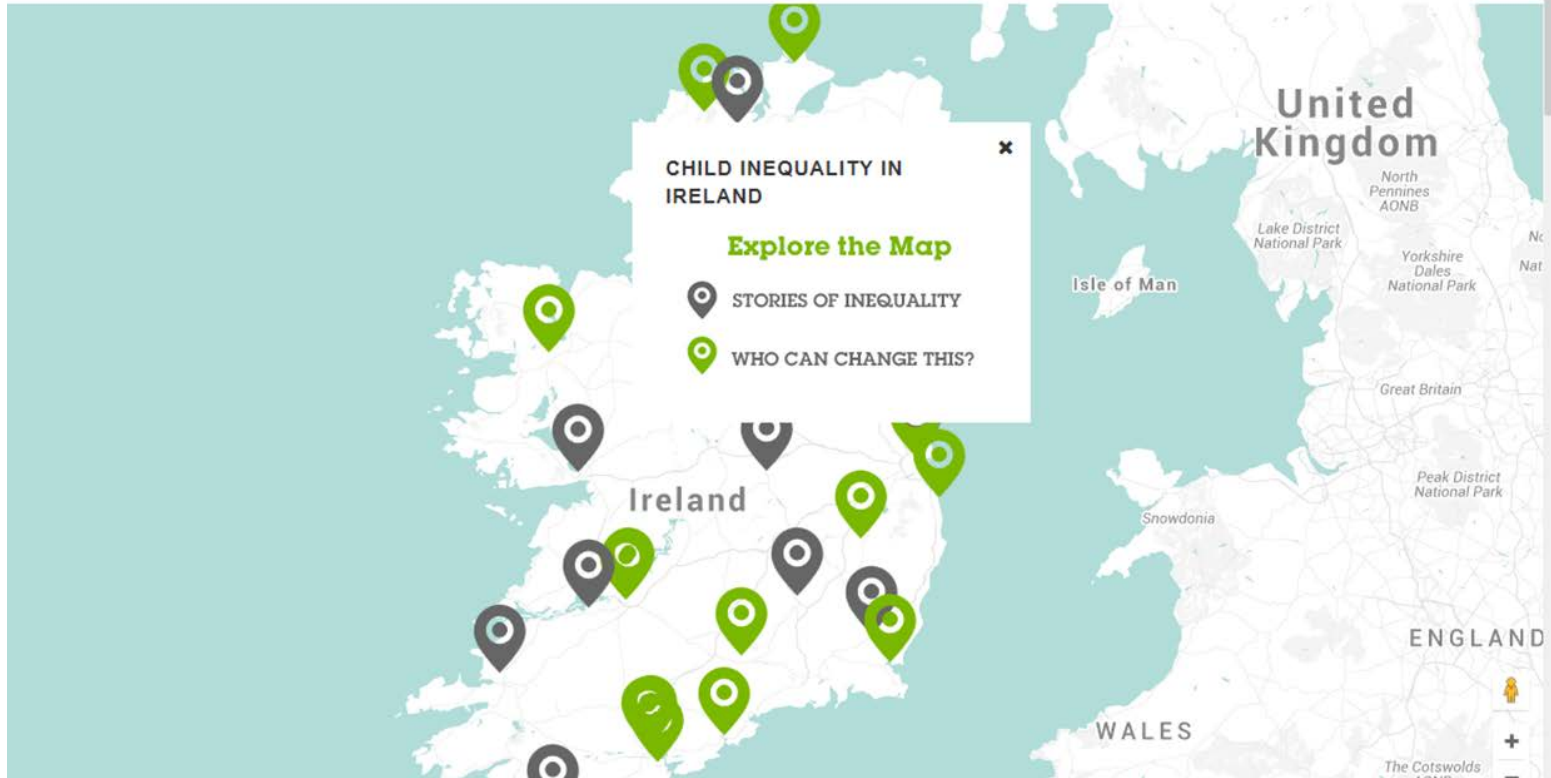 United
Kingdom
North
Pennines
AONB
✖
CHILD INEQUALITY IN
IRELAND
Explore the Map
Lake District
National Park
Yorkshire
Dales
National Park
Isle of Man
STORIES OF INEQUALITY
WHO CAN CHANGE THIS?
Great Britain
Peak District
National Park
Ireland
Snowdonia
ENGLAND
WALES
+
The Cotswolds